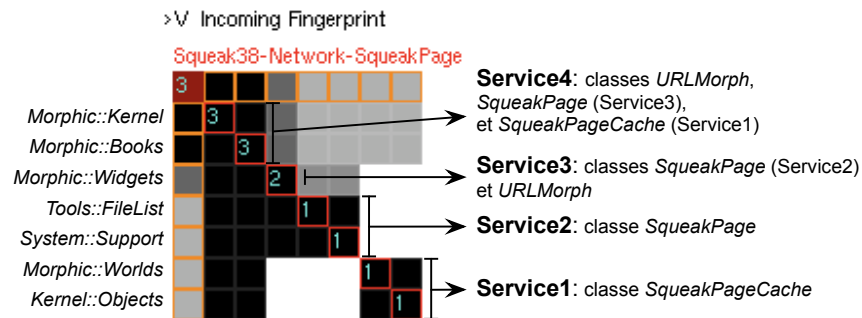 >V Incoming Fingerprint
Squeak38-Network-SqueakPage
3
Morphic::Kernel
3
Morphic::Books
3
Morphic::Widgets
2
Tools::FileList
1
System::Support
1
Morphic::Worlds
1
Kernel::Objects
1
Service4: classes URLMorph,
SqueakPage (Service3),
et SqueakPageCache (Service1)
Service3: classes SqueakPage (Service2)
et URLMorph
Service2: classe SqueakPage
Service1: classe SqueakPageCache